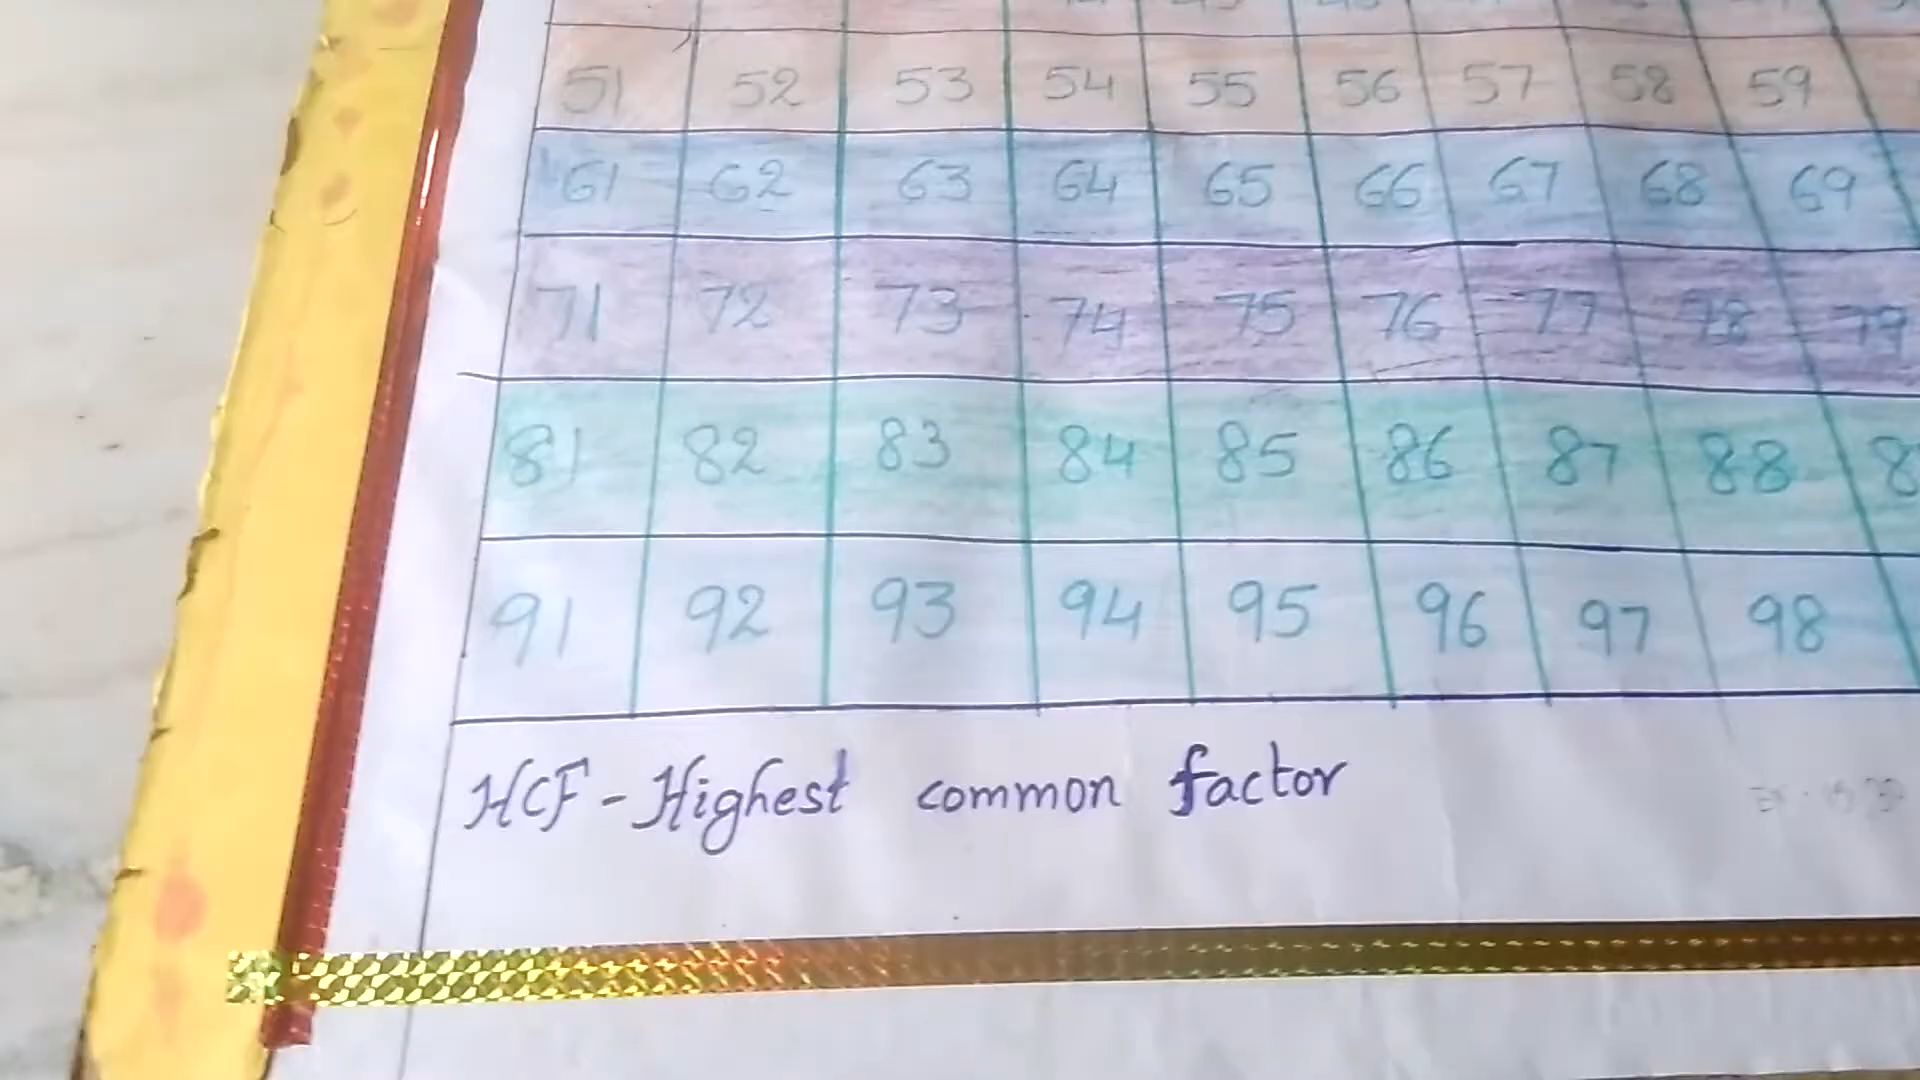 51 52 53 54 55 56 57 58 59
61 62 63 64 65 66 67 68 69
71 72 73 74 75 76 77 78 79
81 82 83 84 85 86 87 88
91 92 93 94 95 96 97 98
HCF - Highest common factor